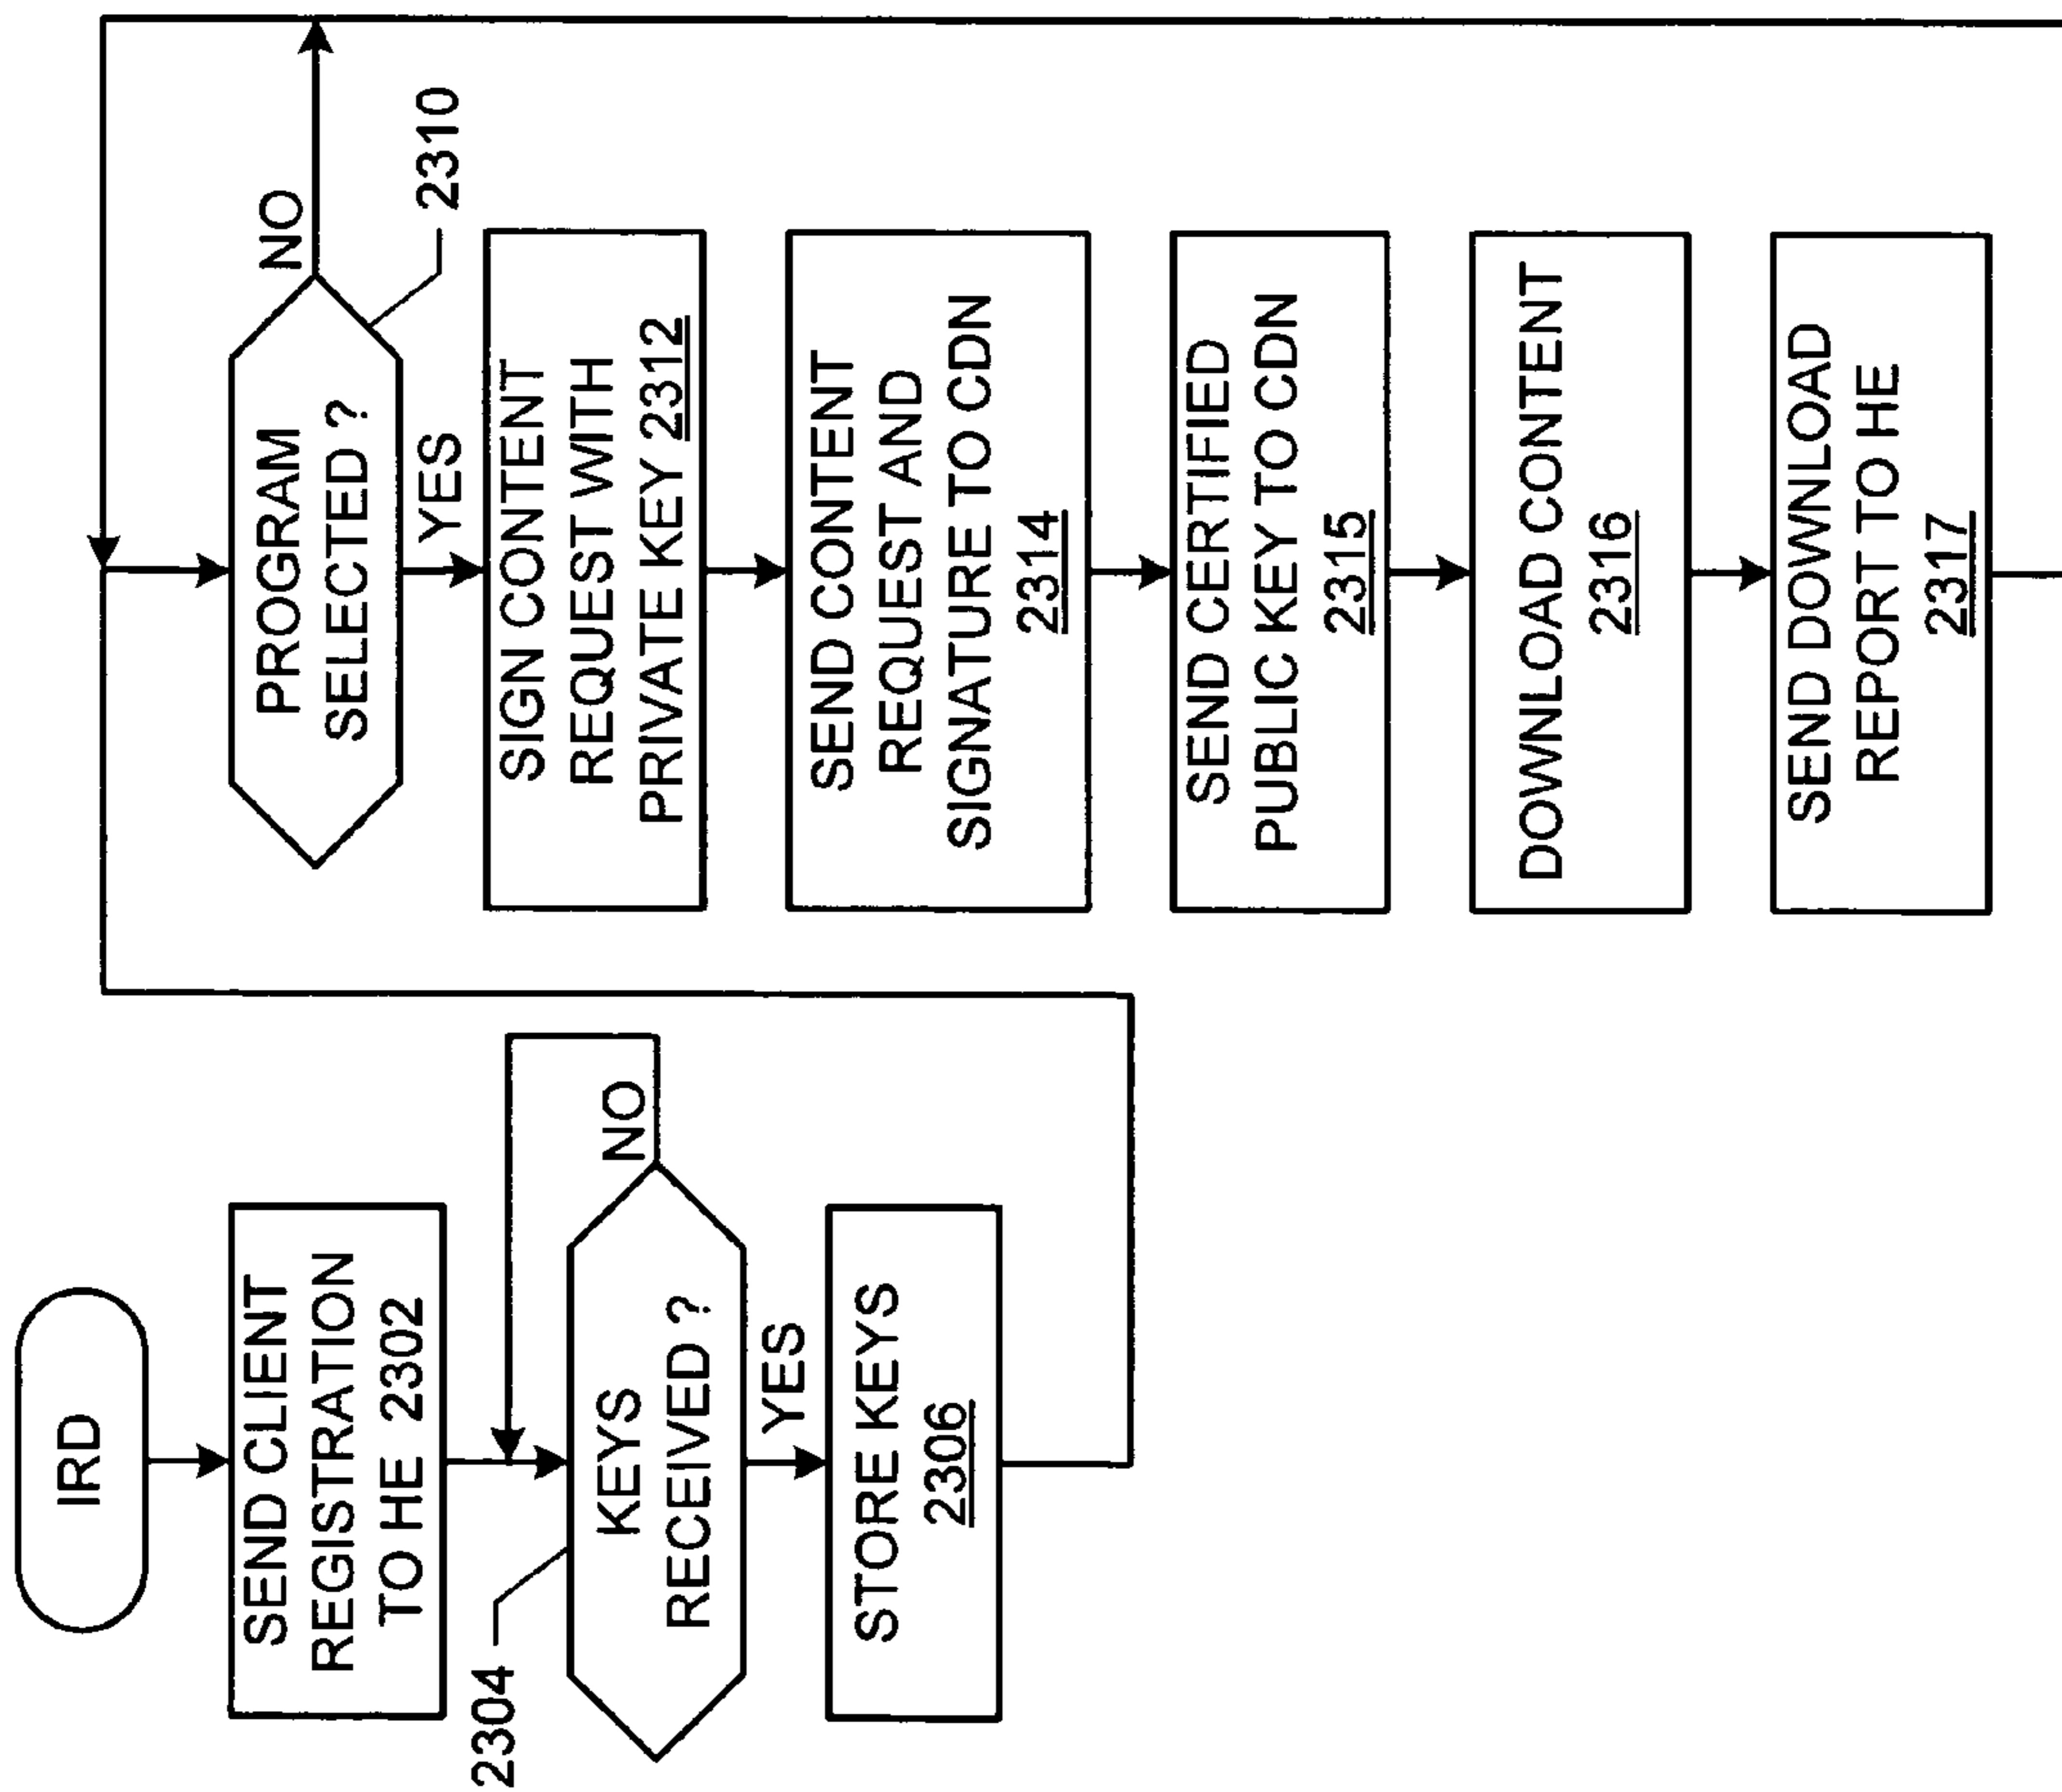 IRD
SEND CLIENT
REGISTRATION
TO HE 2302
2304
KEYS
RECEIVED ?
NO
YES
STORE KEYS
2306
PROGRAM
SELECTED ?
NO
2310
YES
SIGN CONTENT
REQUEST WITH
PRIVATE KEY 2312
SEND CONTENT
REQUEST AND
SIGNATURE TO CDN
2314
SEND CERTIFIED
PUBLIC KEY TO CDN
2315
DOWNLOAD CONTENT
2316
SEND DOWNLOAD
REPORT TO HE
2317